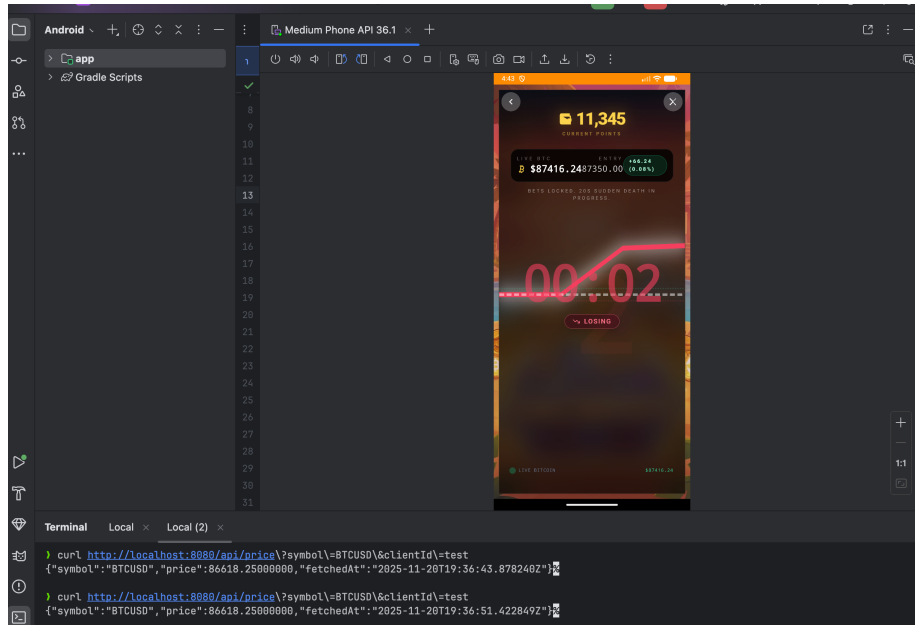 Android
Medium Phone API 36.1
app
Gradle Scripts
1
8
9
10
11
12
13
14
15
16
17
18
19
20
21
22
23
24
25
26
27
28
29
30
31
4:43
11,345
CURRENT POINTS
LIVE BTC
ENTRY
$87416.24
87350.00
+66.24
(0.08%)
BETS LOCKED. 20S SUDDEN DEATH IN
PROGRESS.
00:02
LOSING
LIVE BITCOIN
$87416.24
1:1
Terminal
Local
Local (2)
❯ curl http://localhost:8080/api/price\?symbol\=BTCUSD\&clientId\=test
{"symbol":"BTCUSD","price":86618.25000000,"fetchedAt":"2025-11-20T19:36:43.878240Z"}%
❯ curl http://localhost:8080/api/price\?symbol\=BTCUSD\&clientId\=test
{"symbol":"BTCUSD","price":86618.25000000,"fetchedAt":"2025-11-20T19:36:51.422849Z"}%